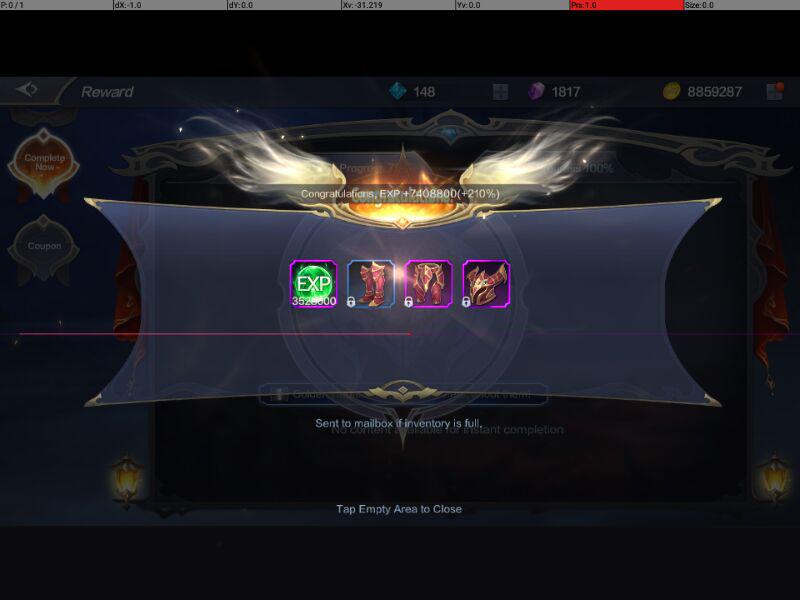 P: 0 / 1 dX: -1.0 dY: 0.0 Xv: -31.219 Yv: 0.0 Prs: 1.0 Size: 0.0
Reward 148 1817 8859287
Complete
Now
100%
Congratulations, EXP +7408800(+210%)
Coupon
EXP
3528000
Sent to mailbox if inventory is full.
No content available for instant completion
Tap Empty Area to Close